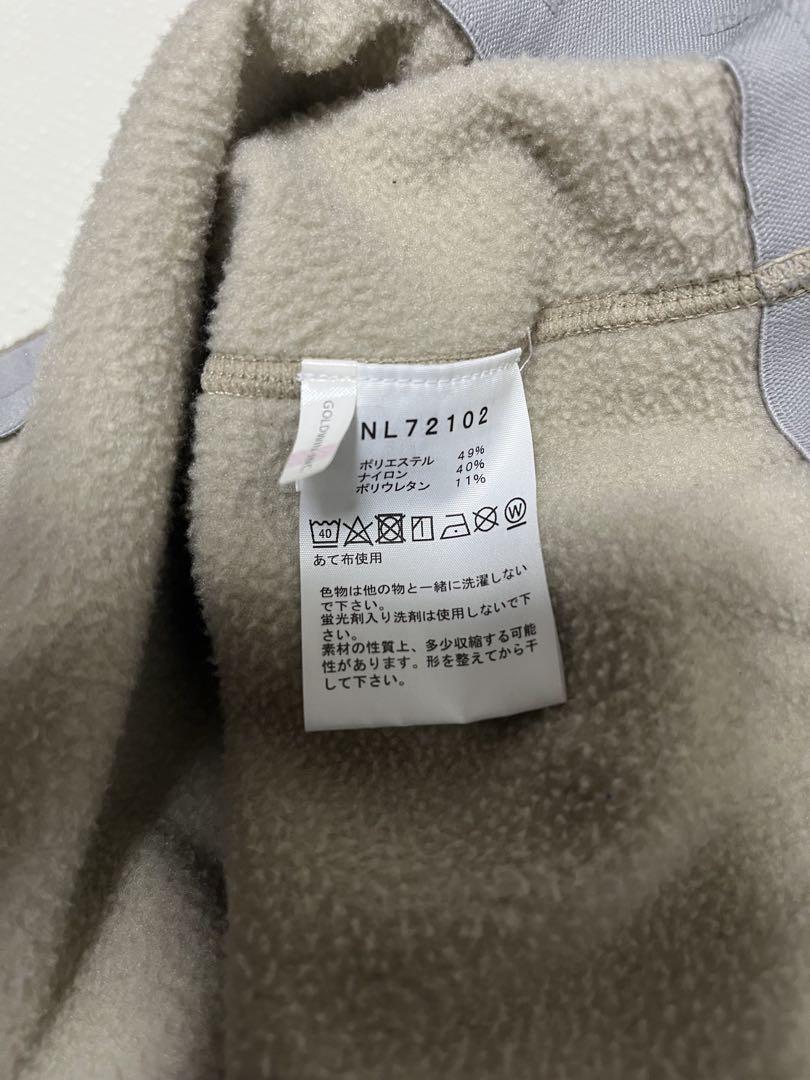 GOLDWIN INC
NL72102
ポリエステル 49%
ナイロン 40%
ポリウレタン 11%
40 W
あて布使用
色物は他の物と一緒に洗濯しない
で下さい。
蛍光剤入り洗剤は使用しないで下
さい。
素材の性質上、多少収縮する可能
性があります。形を整えてから干
して下さい。